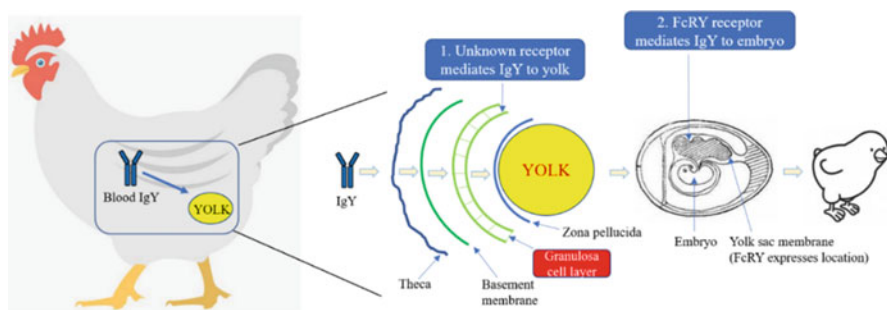 1. Unknown receptor
mediates IgY to yolk
2. FcRY receptor
mediates IgY to embryo
Blood IgY
YOLK
IgY
YOLK
Zona pellucida
Granulosa
cell layer
Theca
Basement
membrane
Embryo
Yolk sac membrane
(FcRY expresses location)